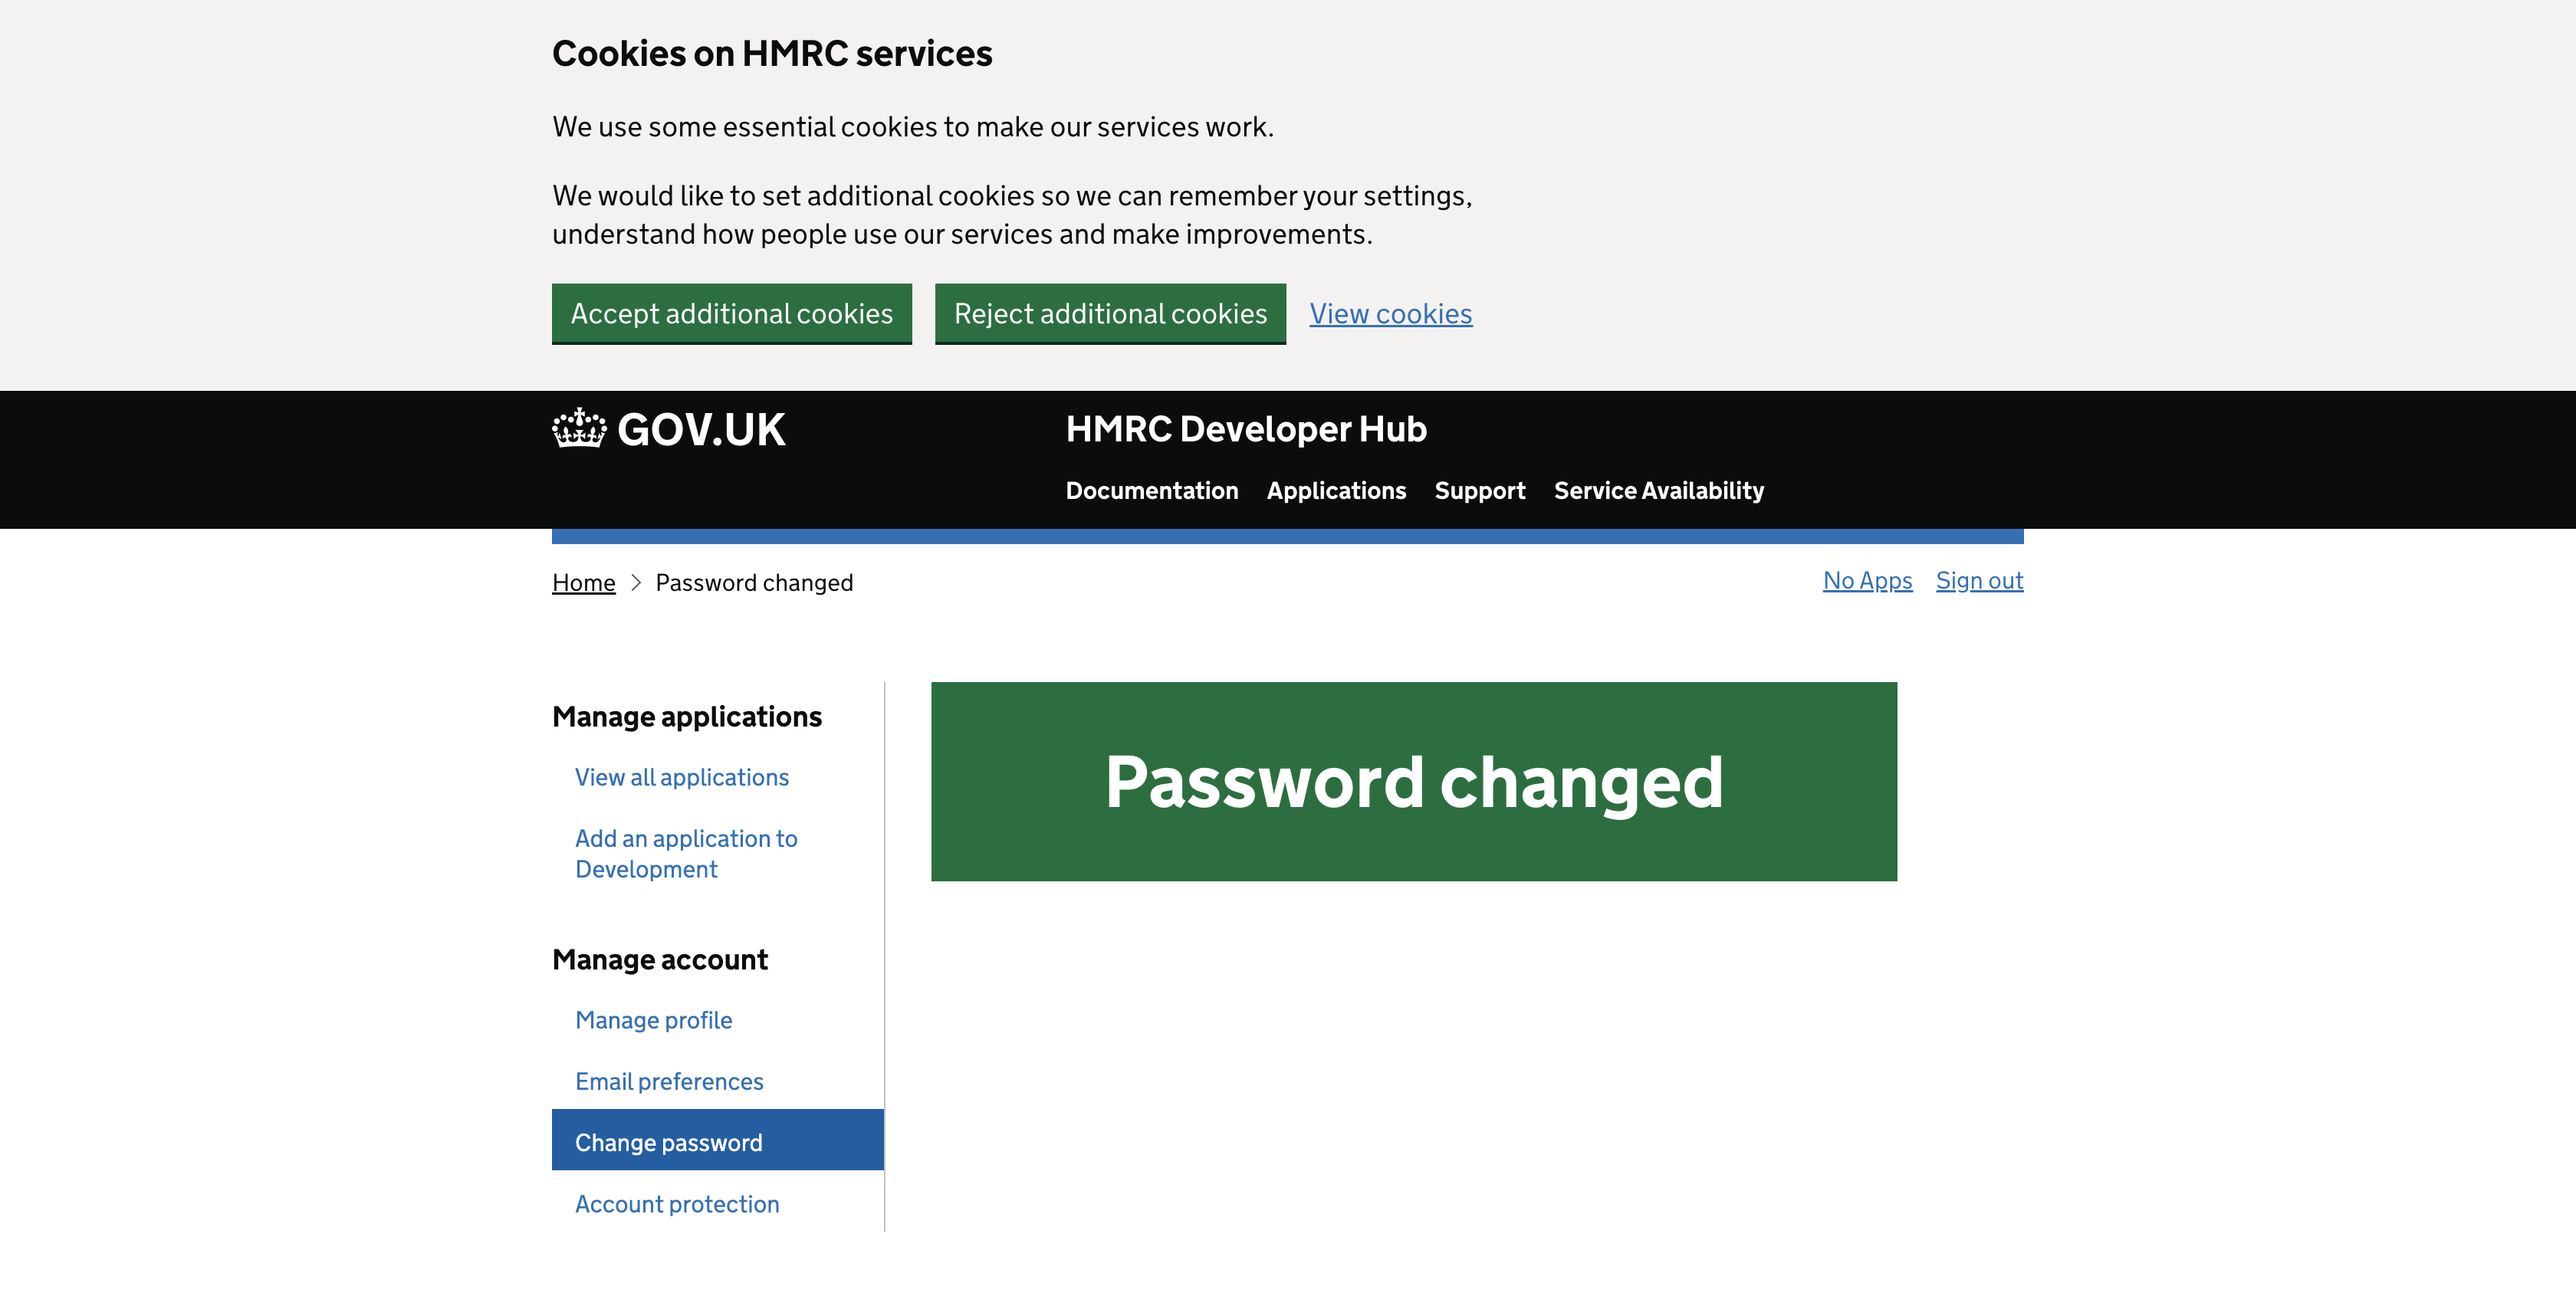 Cookies on HMRC services
We use some essential cookies to make our services work.
We would like to set additional cookies so we can remember your settings,
understand how people use our services and make improvements.
Accept additional cookies
Reject additional cookies
View cookies
GOV.UK
HMRC Developer Hub
Documentation
Applications
Support
Service Availability
Home
Password changed
No Apps
Sign out
Manage applications
View all applications
Add an application to
Development
Manage account
Manage profile
Email preferences
Change password
Account protection
Password changed